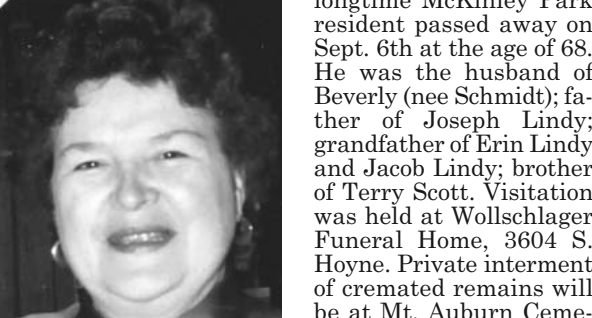 longtime McKinley Park
resident passed away on
Sept. 6th at the age of 68.
He was the husband of
Beverly (nee Schmidt); fa-
ther of Joseph Lindy;
grandfather of Erin Lindy
and Jacob Lindy; brother
of Terry Scott. Visitation
was held at Wollschlager
Funeral Home, 3604 S.
Hoyne. Private interment
of cremated remains will
be at Mt. Auburn Ceme-